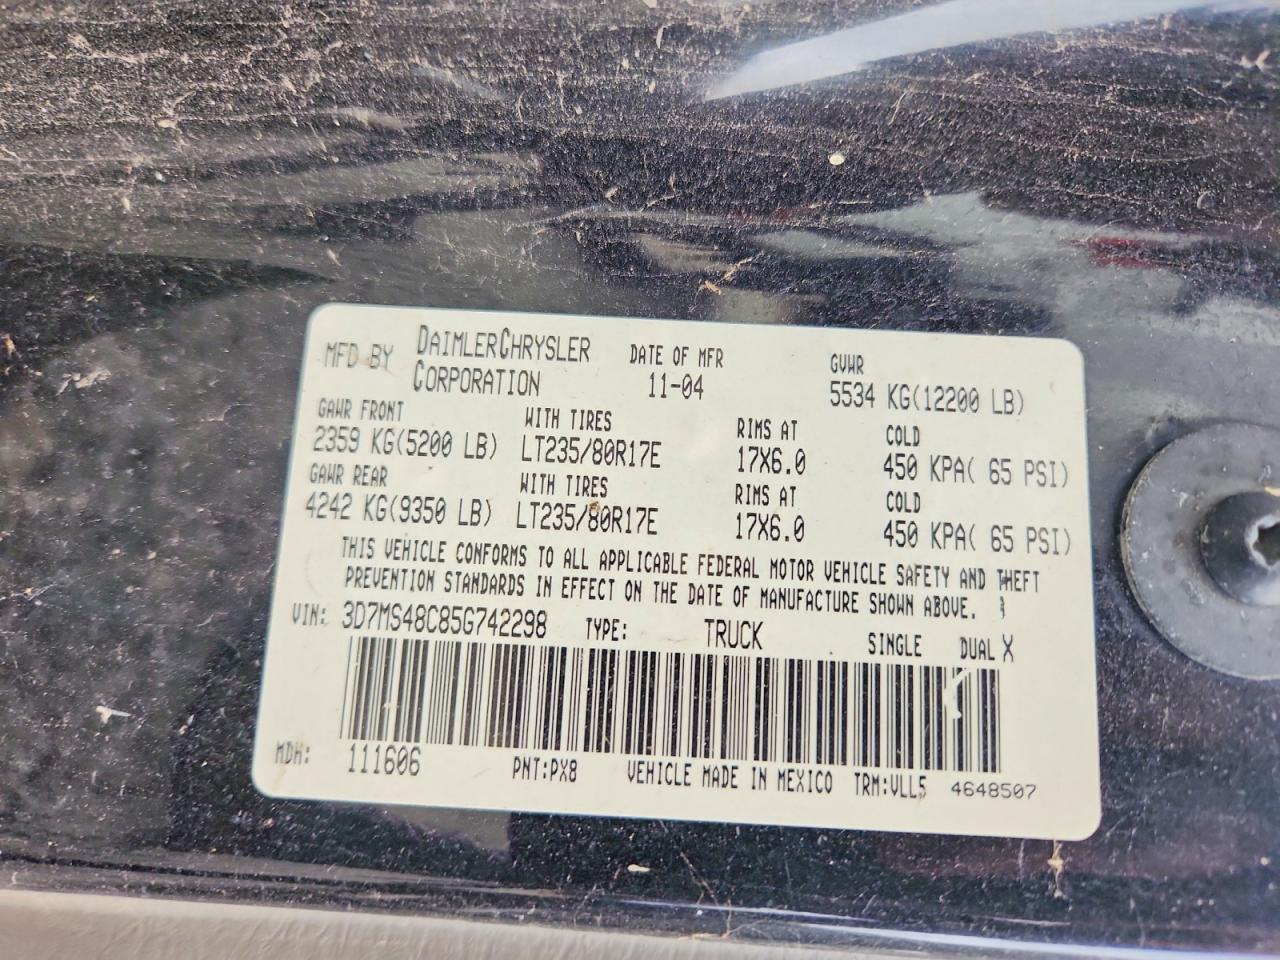 MFD BY DAIMLERCHRYSLER CORPORATION DATE OF MFR 11-04 GVWR 5534 KG(12200 LB)
GAWR FRONT WITH TIRES RIMS AT COLD
2359 KG(5200 LB) LT235/80R17E 17X6.0 450 KPA( 65 PSI)
GAWR REAR WITH TIRES RIMS AT COLD
4242 KG(9350 LB) LT235/80R17E 17X6.0 450 KPA( 65 PSI)
THIS VEHICLE CONFORMS TO ALL APPLICABLE FEDERAL MOTOR VEHICLE SAFETY AND THEFT
PREVENTION STANDARDS IN EFFECT ON THE DATE OF MANUFACTURE SHOWN ABOVE.
VIN: 3D7MS48C85G742298 TYPE: TRUCK SINGLE DUAL X
MDH: 111606 PNT:PX8 VEHICLE MADE IN MEXICO TRM:VLL5 4648507